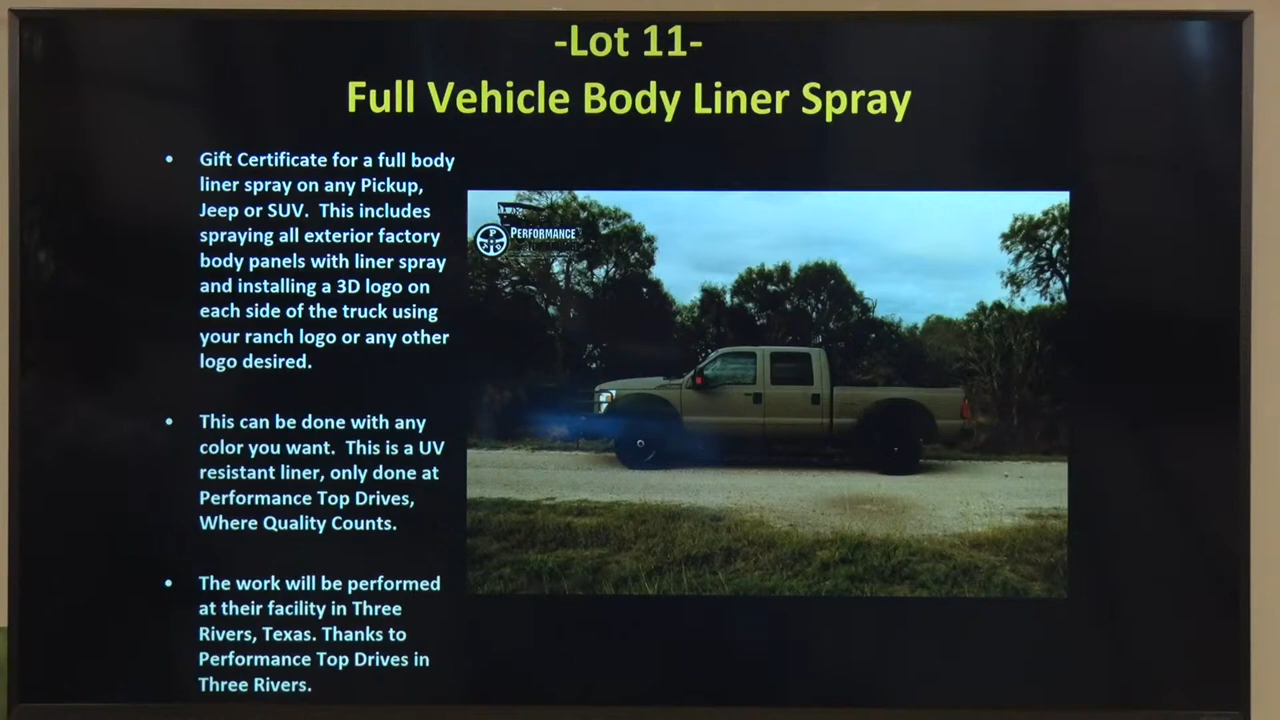 -Lot 11-
Full Vehicle Body Liner Spray
• Gift Certificate for a full body
liner spray on any Pickup,
Jeep or SUV. This includes
spraying all exterior factory
body panels with liner spray
and installing a 3D logo on
each side of the truck using
your ranch logo or any other
logo desired.
• This can be done with any
color you want. This is a UV
resistant liner, only done at
Performance Top Drives,
Where Quality Counts.
• The work will be performed
at their facility in Three
Rivers, Texas. Thanks to
Performance Top Drives in
Three Rivers.
PERFORMANCE